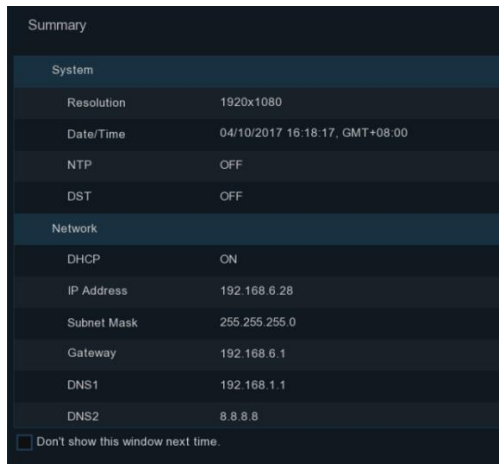 Summary
System
Resolution 1920x1080
Date/Time 04/10/2017 16:18:17, GMT+08:00
NTP OFF
DST OFF
Network
DHCP ON
IP Address 192.168.6.28
Subnet Mask 255.255.255.0
Gateway 192.168.6.1
DNS1 192.168.1.1
DNS2 8.8.8.8
Don't show this window next time.